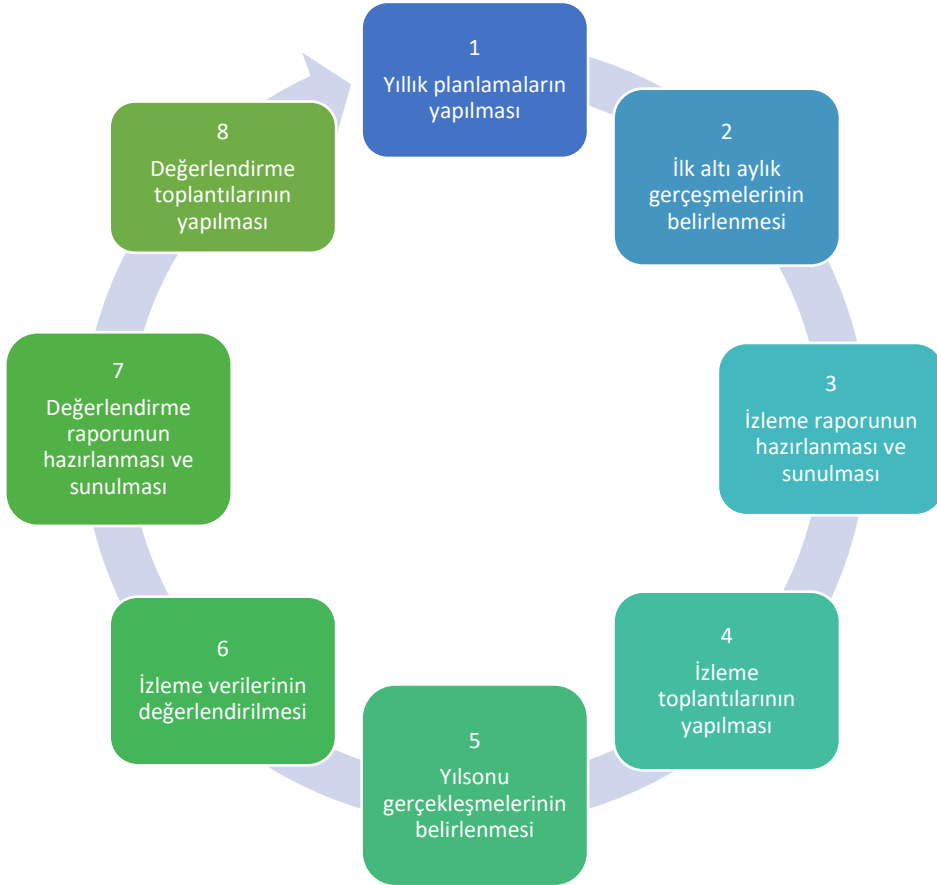 1
Yıllık planlamaların
yapılması
2
İlk altı aylık
gerçeşmelerinin
belirlenmesi
3
İzleme raporunun
hazırlanması ve
sunulması
4
İzleme
toplantılarının
yapılması
5
Yılsonu
gerçekleşmelerinin
belirlenmesi
6
İzleme verilerinin
değerlendirilmesi
7
Değerlendirme
raporunun
hazırlanması ve
sunulması
8
Değerlendirme
toplantılarının
yapılması